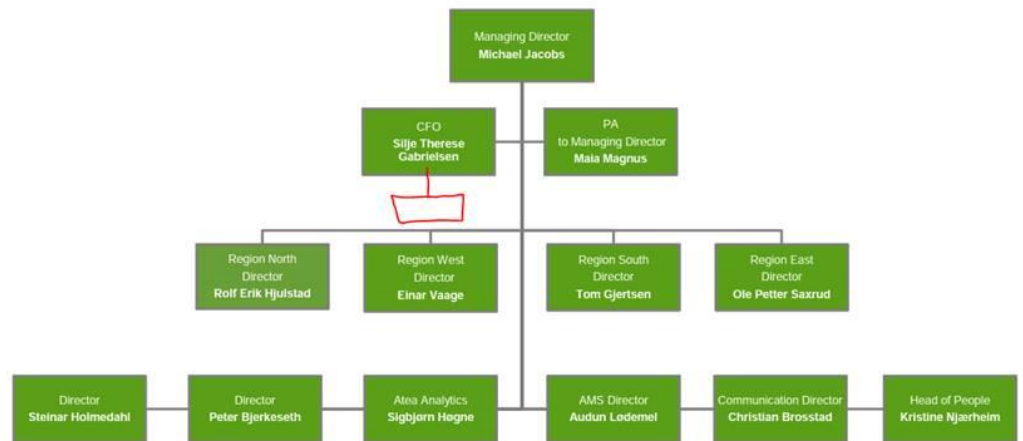 Managing Director
Michael Jacobs
CFO
Silje Therese
Gabrielsen
PA
to Managing Director
Maia Magnus
Region North
Director
Rolf Erik Hjulstad
Region West
Director
Einar Vaage
Region South
Director
Tom Gjertsen
Region East
Director
Ole Petter Saxrud
Director
Steinar Holmedahl
Director
Peter Bjerkeseth
Atea Analytics
Sigbjørn Høgne
AMS Director
Audun Lødemel
Communication Director
Christian Brosstad
Head of People
Kristine Njærheim